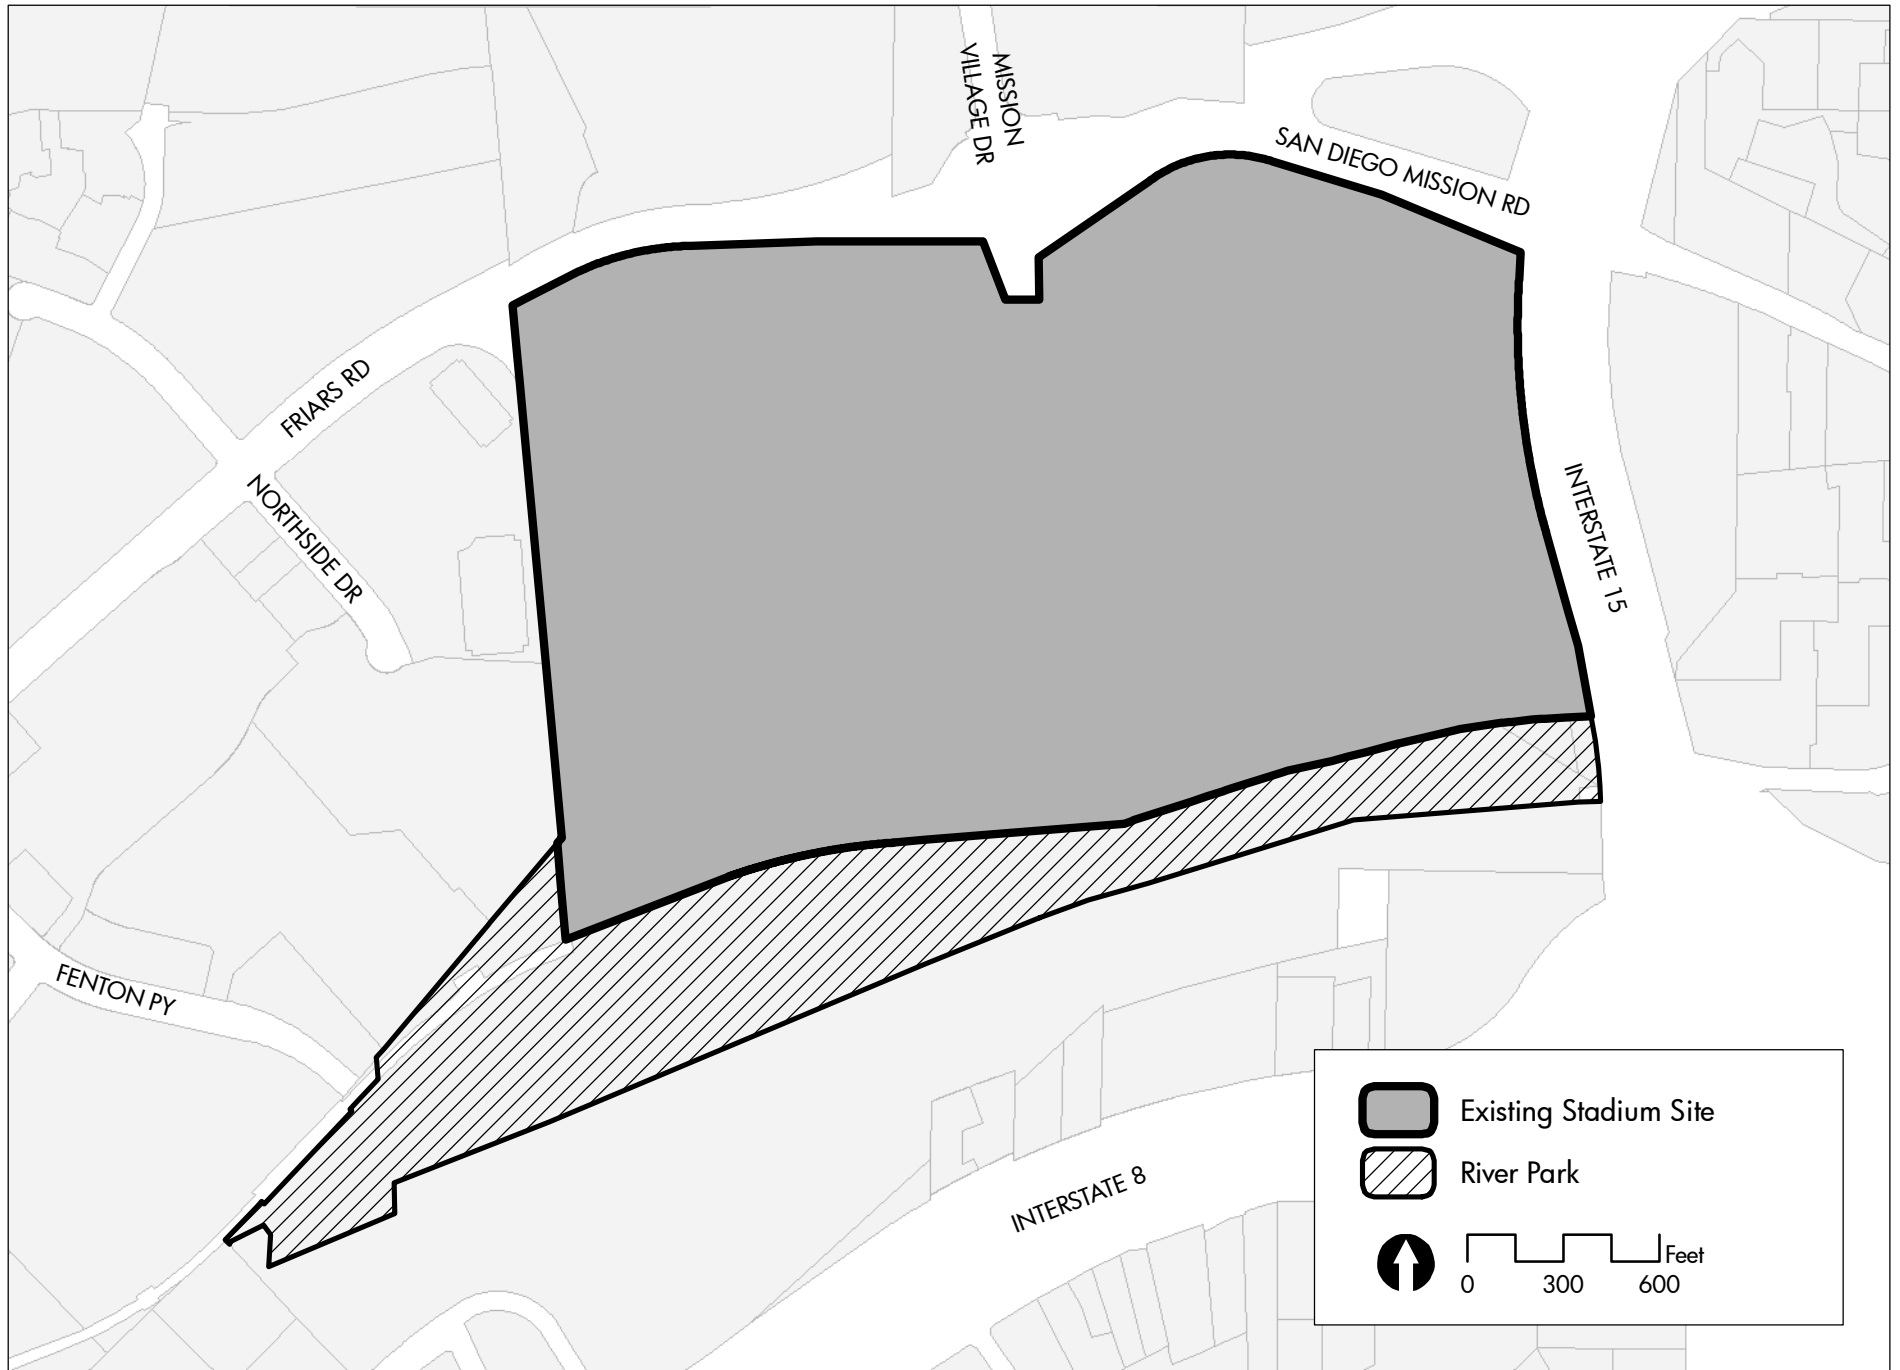 MISSION
VILLAGE DR
SAN DIEGO MISSION RD
FRIARS RD
NORTHSIDE DR
INTERSTATE 15
FENTON PY
INTERSTATE 8
Existing Stadium Site
River Park
Feet
0 300 600